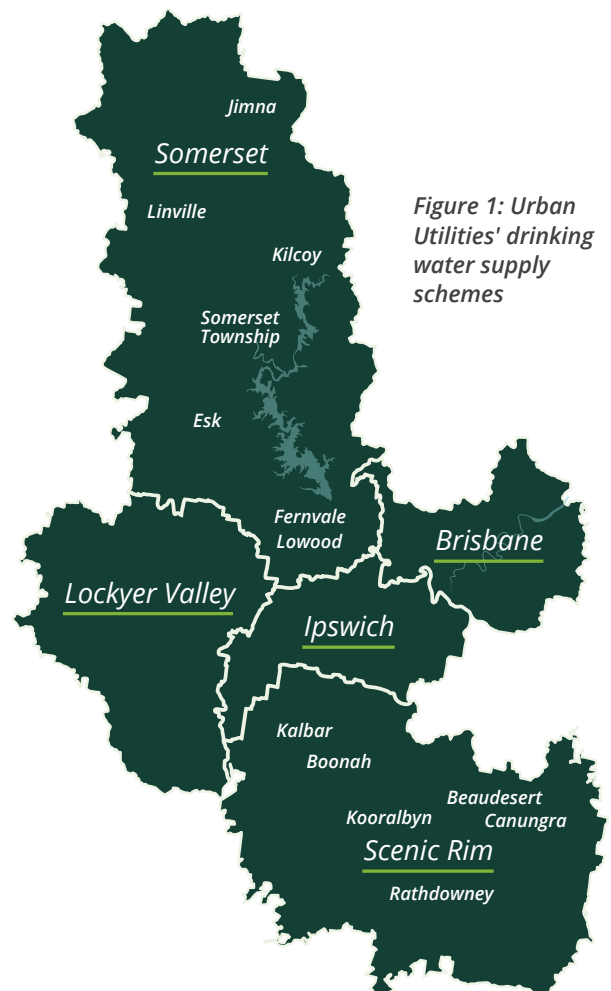 Jimna
Somerset
Linville
Figure 1: Urban
Utilities' drinking
water supply
schemes
Kilcoy
Somerset
Township
Esk
Fernvale
Lowood
Brisbane
Lockyer Valley
Ipswich
Kalbar
Boonah
Beaudesert
Kooralbyn
Canungra
Scenic Rim
Rathdowney